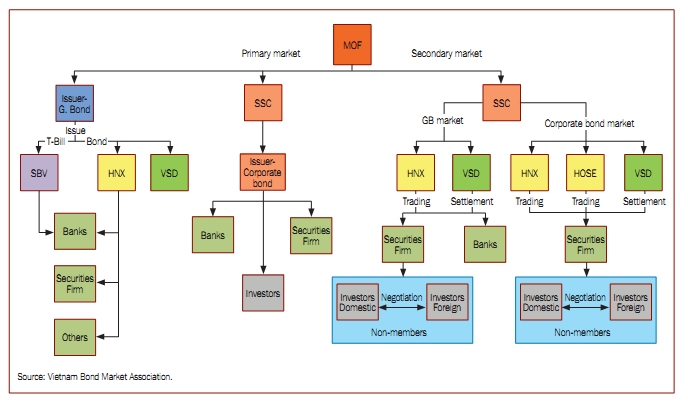 MOF
Primary market
Secondary market
Issuer-
G. Bond
SSC
SSC
Issue
T-Bill
Bond
GB market
Corporate bond market
SBV
HNX
VSD
Issuer-
Corporate
bond
HNX
VSD
HNX
HOSE
VSD
Trading
Settlement
Trading
Trading
Settlement
Banks
Banks
Securities
Firm
Securities
Firm
Banks
Securities
Firm
Securities
Firm
Investors
Investors
Domestic
Negotiation
Investors
Foreign
Non-members
Investors
Domestic
Negotiation
Investors
Foreign
Non-members
Others
Source: Vietnam Bond Market Association.